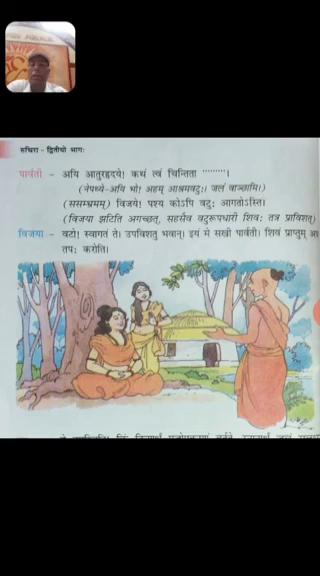 रुचिरा - द्वितीयो भागः
पार्वती - अयि आतुरहृदये! कथं त्वं चिन्तिता .........।
(नेपथ्ये-अयि भो! अहम् आश्रमवटुः। जलं वाञ्छामि।)
(ससम्भ्रमम्) विजये! पश्य कोऽपि वटुः आगतोऽस्ति।
(विजया झटिति अगच्छत्, सहसैव वटुरूपधारी शिवः तत्र प्राविशत्)
विजया - वटो! स्वागतं ते। उपविशतु भवान्। इयं मे सखी पार्वती। शिवं प्राप्तुम्
तपः करोति।